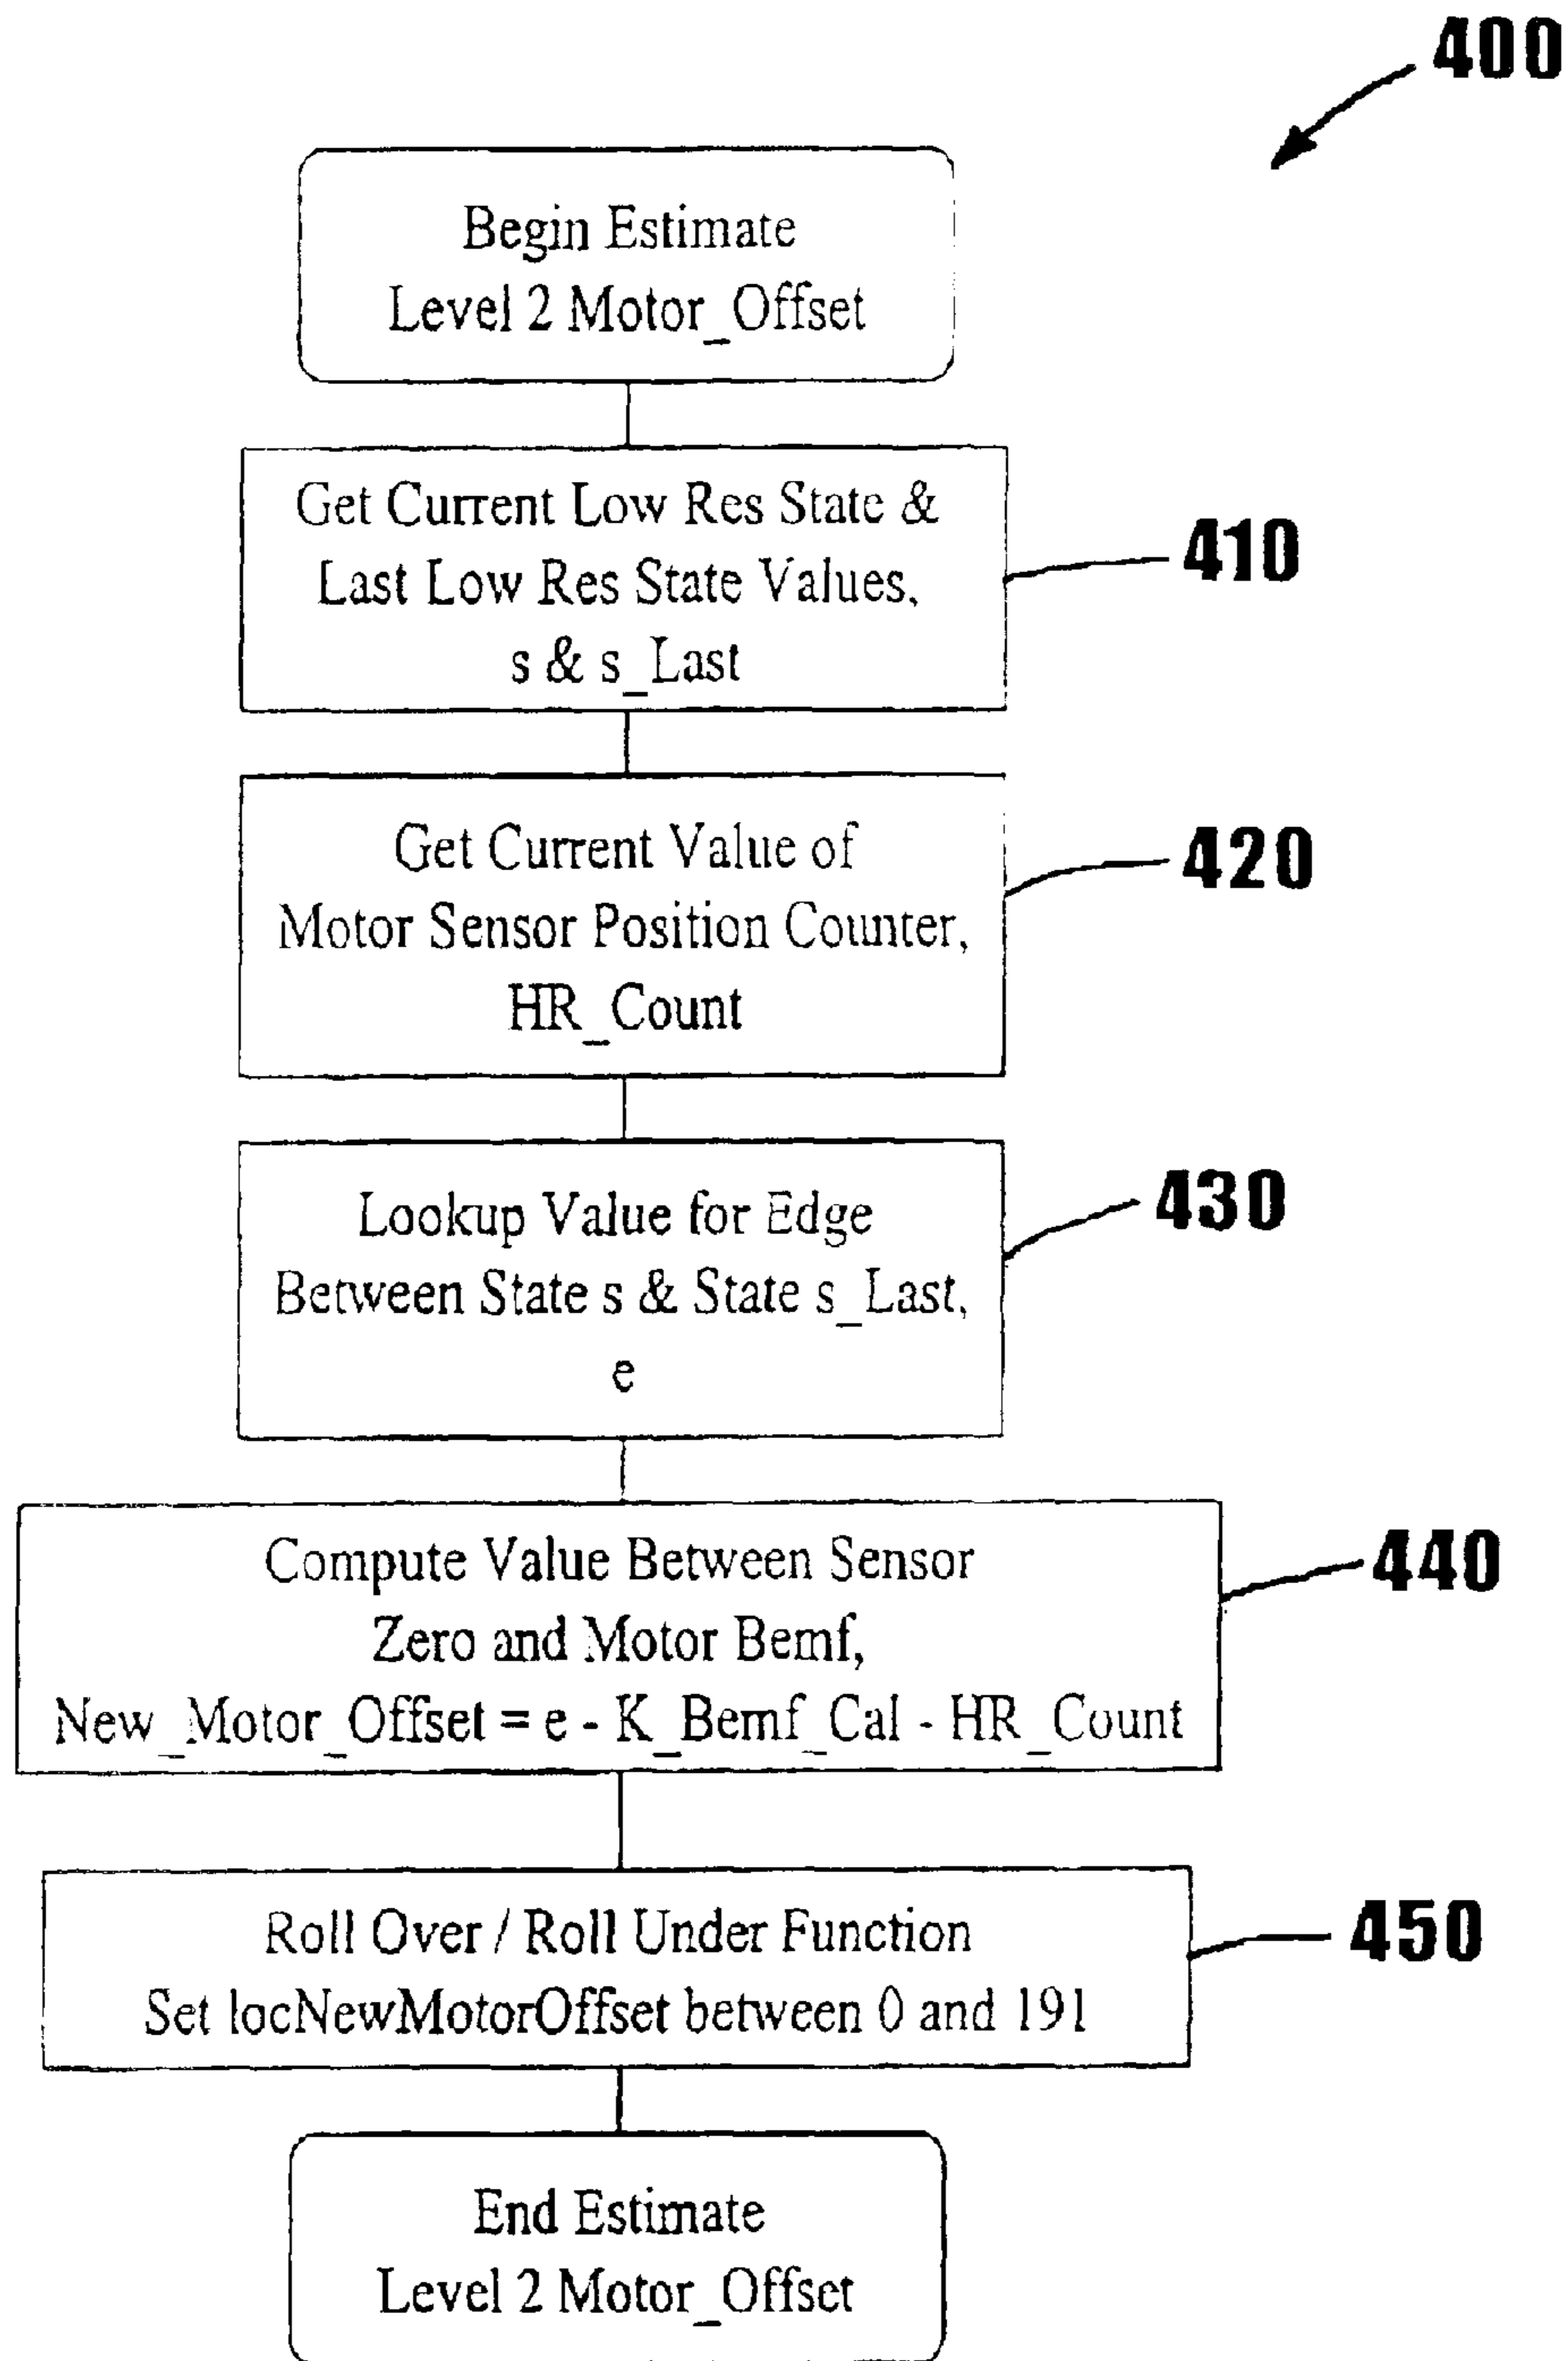 400
Begin Estimate
Level 2 Motor_Offset
Get Current Low Res State &
Last Low Res State Values,
s & s_Last
410
Get Current Value of
Motor Sensor Position Counter,
HR_Count
420
Lookup Value for Edge
Between State s & State s_Last,
e
430
Compute Value Between Sensor
Zero and Motor Bemf,
New_Motor_Offset = e - K_Bemf_Cal - HR_Count
440
Roll Over / Roll Under Function
Set locNewMotorOffset between 0 and 191
450
End Estimate
Level 2 Motor_Offset